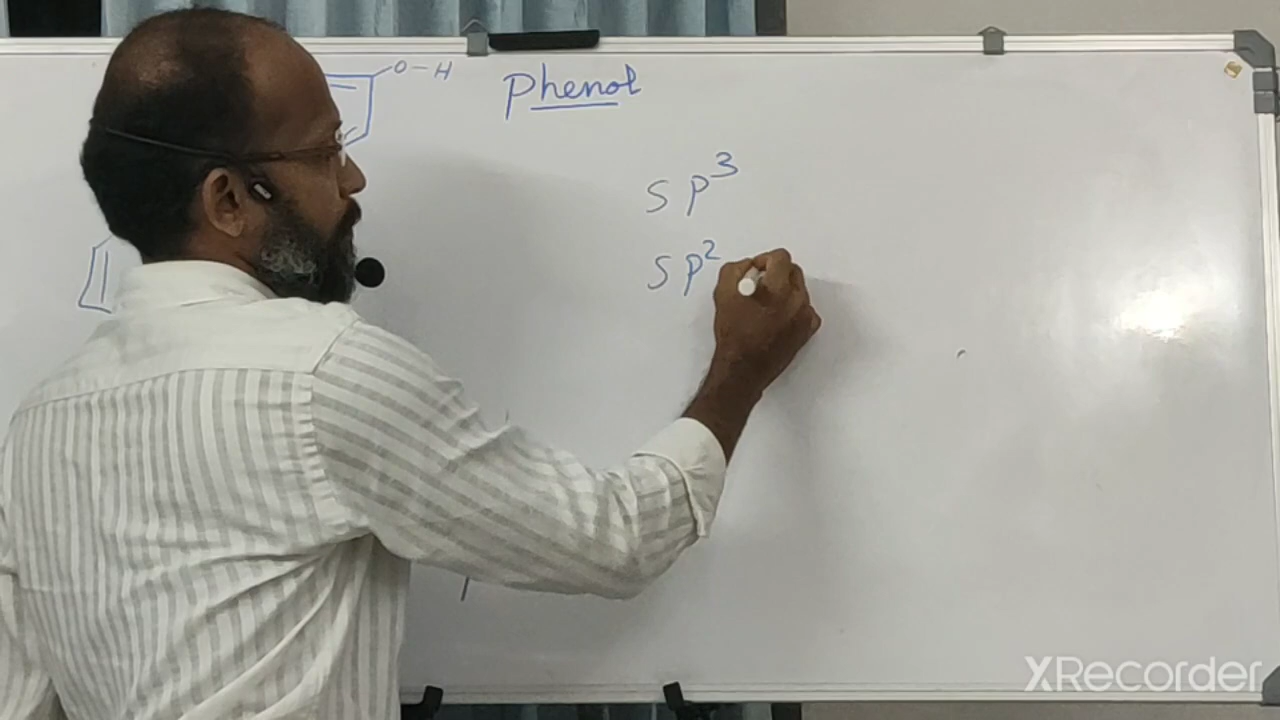 O-H
Phenol
sp³
sp²
XRecorder